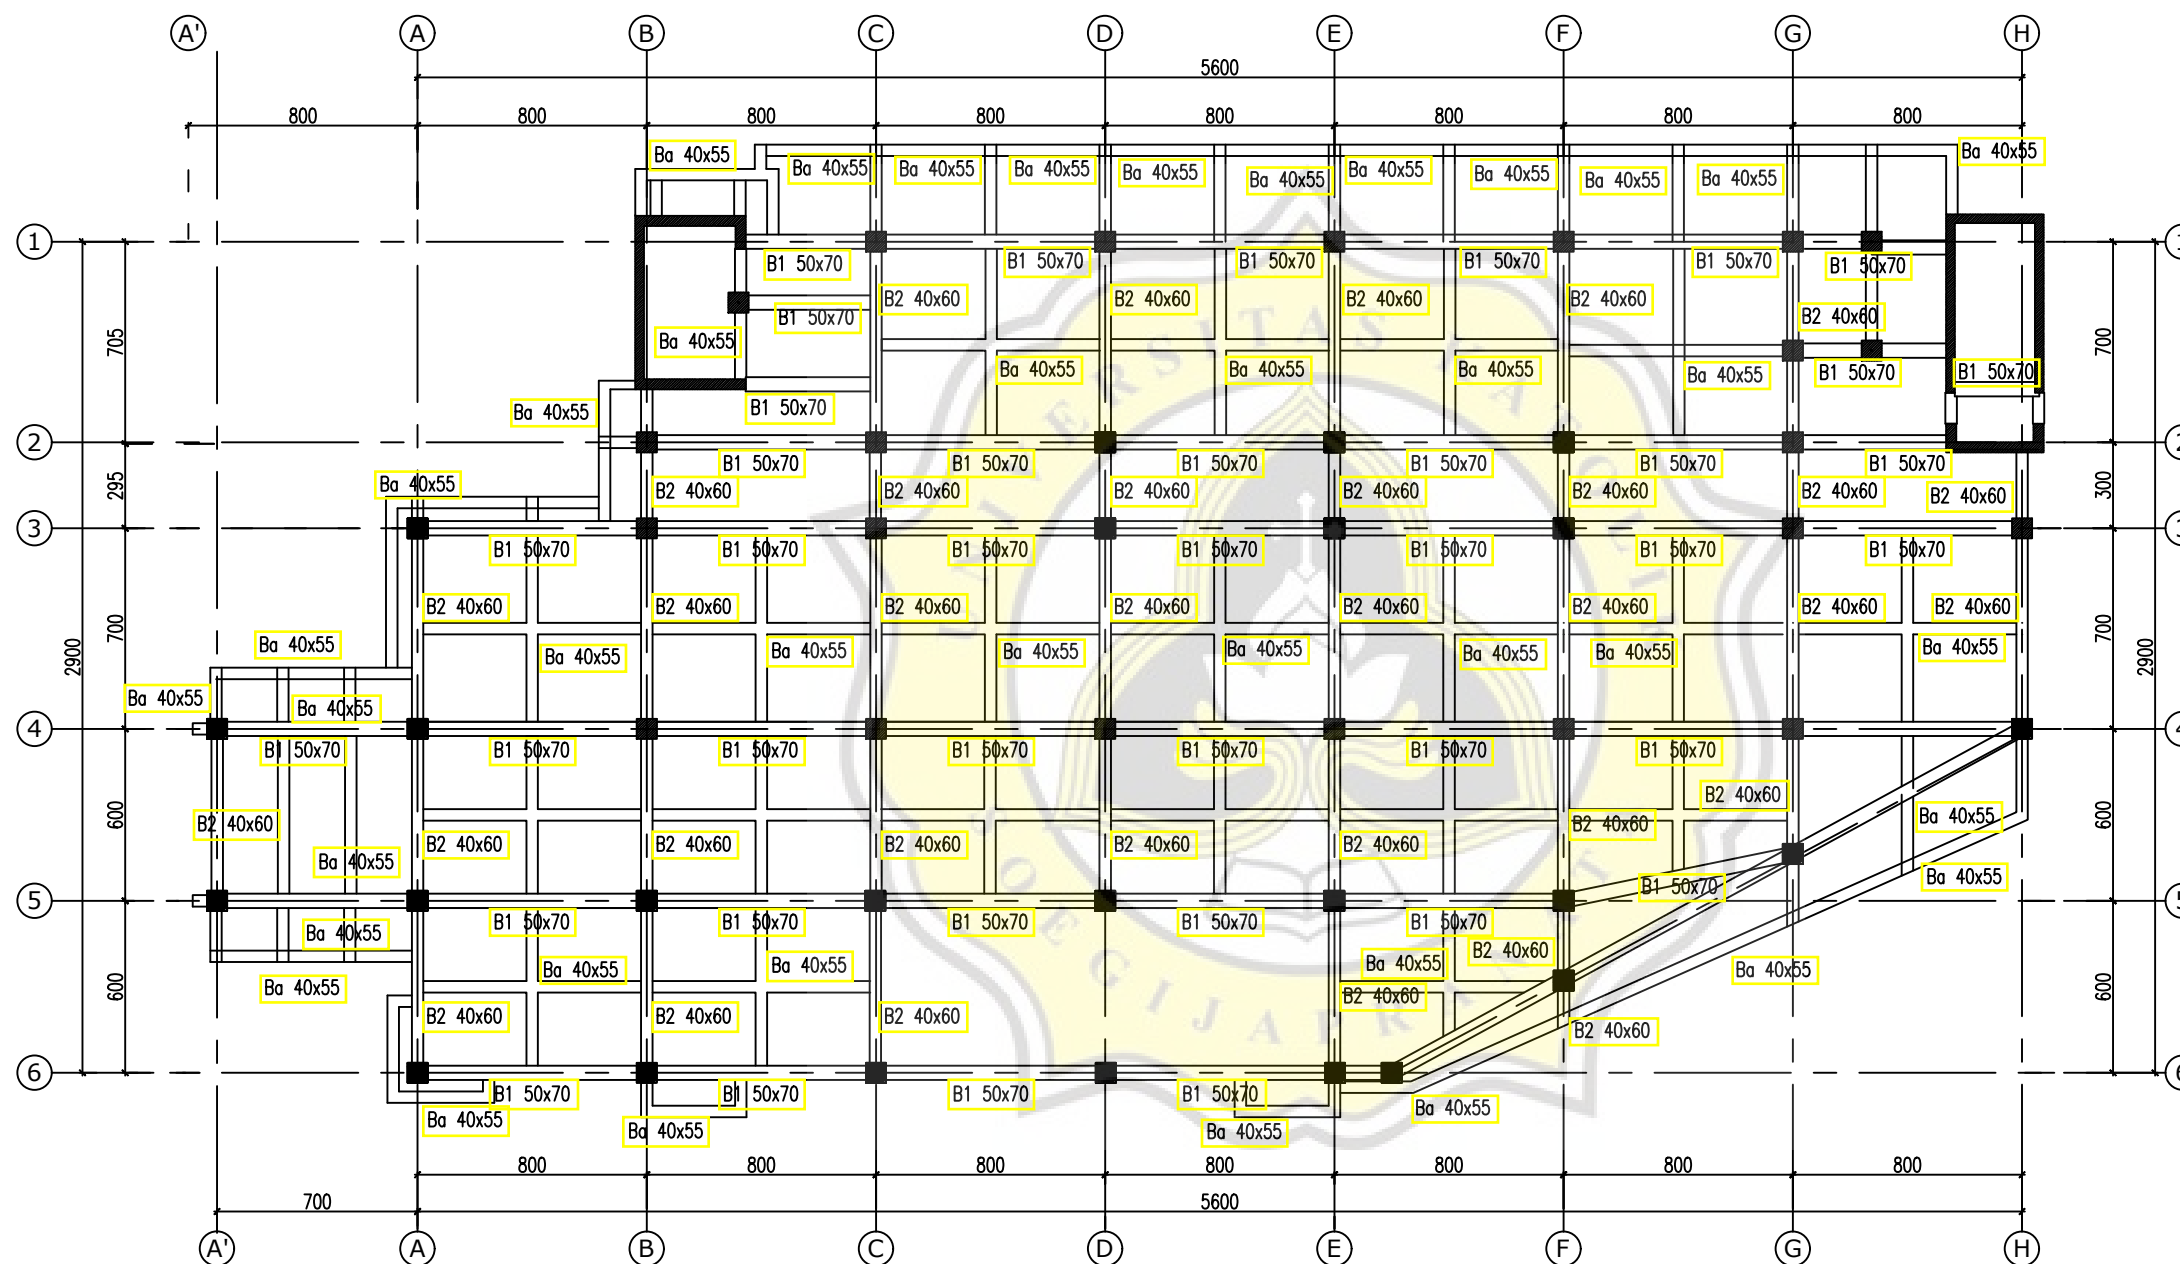 A' A B C D E F G H
5600
800 800 800 800 800 800 800 800
Ba 40x55 Ba 40x55
Ba 40x55 Ba 40x55 Ba 40x55 Ba 40x55 Ba 40x55 Ba 40x55 Ba 40x55 Ba 40x55 Ba 40x55
1
B1 50x70 B1 50x70 B1 50x70 B1 50x70 B1 50x70 B1 50x70
B2 40x60 B2 40x60 B2 40x60 B2 40x60
B1 50x70 B2 40x60
UNIVERSITAS KATOLIK
705 Ba 40x55 700
Ba 40x55 Ba 40x55 Ba 40x55 Ba 40x55 B1 50x70 B1 50x70
Ba 40x55 B1 50x70
2 2
B1 50x70 B1 50x70 B1 50x70 B1 50x70 B1 50x70 B1 50x70
295 Ba 40x55 B2 40x60 B2 40x60 B2 40x60 B2 40x60 B2 40x60 B2 40x60 B2 40x60 300
3
B1 50x70 B1 50x70 B1 50x70 B1 50x70 B1 50x70 B1 50x70 B1 50x70
B2 40x60 B2 40x60 B2 40x60 B2 40x60 B2 40x60 B2 40x60 B2 40x60 B2 40x60
2900 700 700 2900
Ba 40x55 Ba 40x55 Ba 40x55 Ba 40x55 Ba 40x55 Ba 40x55 Ba 40x55 Ba 40x55
Ba 40x55 Ba 40x55
4 4
B1 50x70 B1 50x70 B1 50x70 B1 50x70 B1 50x70 B1 50x70 B1 50x70
B2 40x60
600 B2 40x60 B2 40x60 Ba 40x55 600
B2 40x60 B2 40x60 B2 40x60 B2 40x60 B2 40x60
SOEGIJAPRANATA
Ba 40x55 B1 50x70 Ba 40x55
5 5
B1 50x70 B1 50x70 B1 50x70 B1 50x70 B1 50x70
Ba 40x55 B2 40x60
Ba 40x55 Ba 40x55 Ba 40x55 Ba 40x55
600 Ba 40x55 B2 40x60 600
B2 40x60 B2 40x60 B2 40x60 B2 40x60
6 6
B1 50x70 B1 50x70 B1 50x70 B1 50x70
Ba 40x55 Ba 40x55 Ba 40x55 Ba 40x55
800 800 800 800 800 800 800
700 5600
A' A B C D E F G H